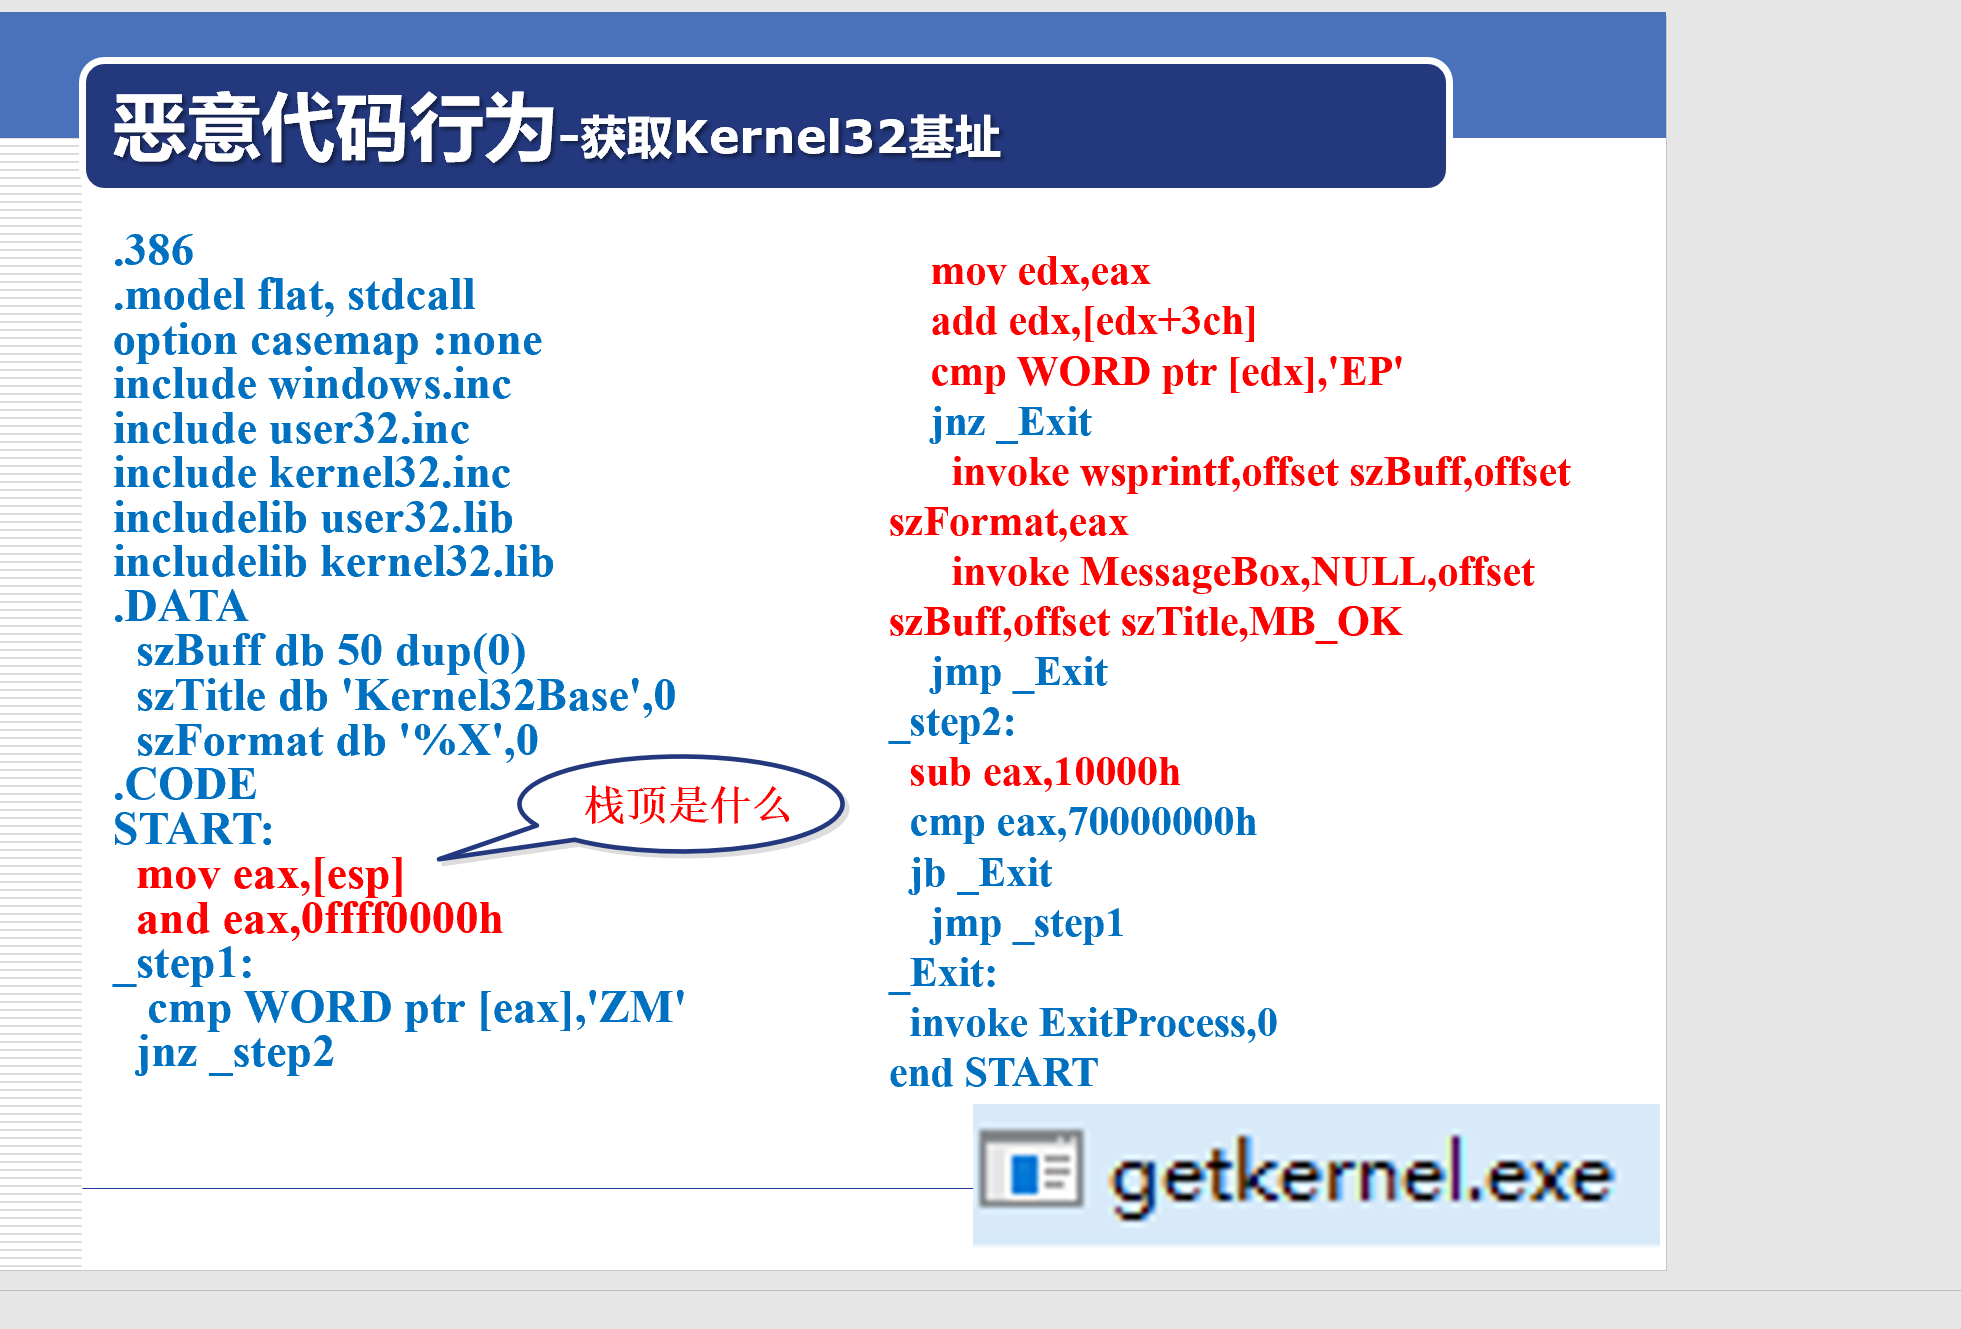 恶意代码行为-获取Kernel32基址
.386
.model flat, stdcall
option casemap :none
include windows.inc
include user32.inc
include kernel32.inc
includelib user32.lib
includelib kernel32.lib
.DATA
szBuff db 50 dup(0)
szTitle db 'Kernel32Base',0
szFormat db '%X',0
.CODE
START:
栈顶是什么
mov eax,[esp]
and eax,0ffff0000h
_step1:
cmp WORD ptr [eax],'ZM'
jnz _step2
mov edx,eax
add edx,[edx+3ch]
cmp WORD ptr [edx],'EP'
jnz _Exit
invoke wsprintf,offset szBuff,offset
szFormat,eax
invoke MessageBox,NULL,offset
szBuff,offset szTitle,MB_OK
jmp _Exit
_step2:
sub eax,10000h
cmp eax,70000000h
jb _Exit
jmp _step1
_Exit:
invoke ExitProcess,0
end START
getkernel.exe